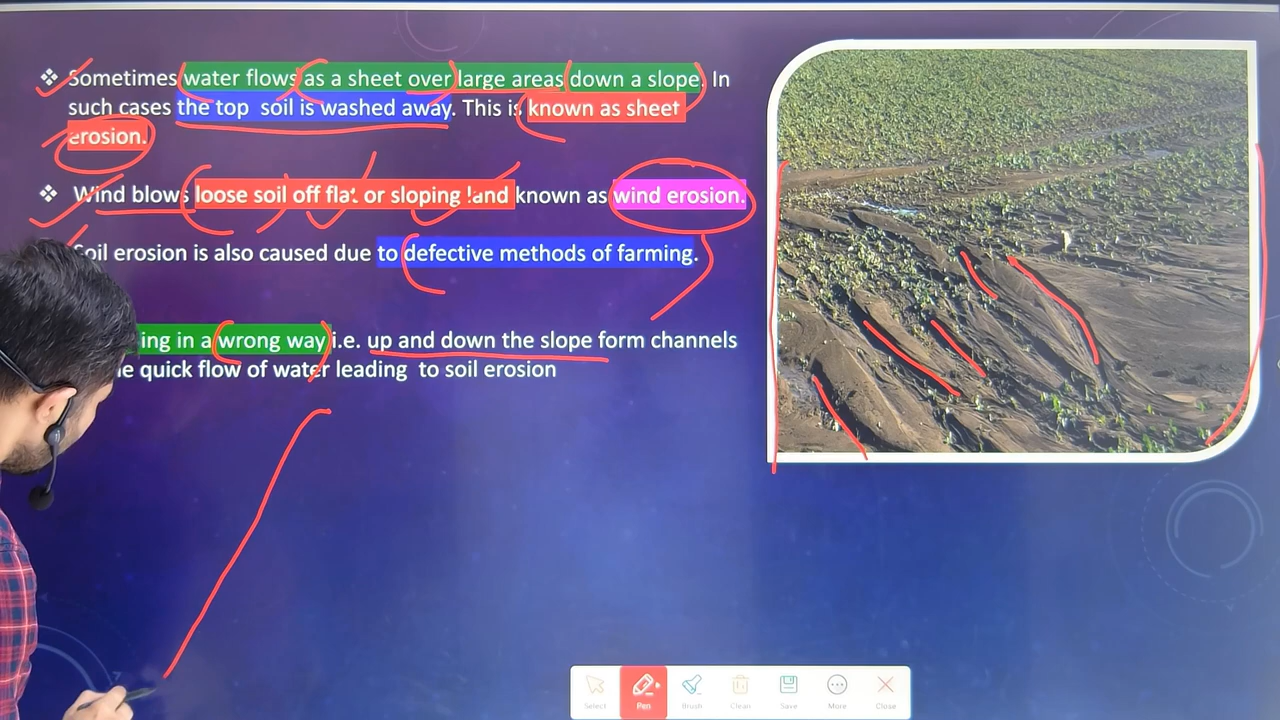 ❖ Sometimes water flows as a sheet over large areas down a slope. In
such cases the top soil is washed away. This is known as sheet
erosion.
❖ Wind blows loose soil off flat or sloping land known as wind erosion.
Soil erosion is also caused due to defective methods of farming.
ing in a wrong way i.e. up and down the slope form channels
quick flow of water leading to soil erosion
Select Pen Brush Clean Save More Close